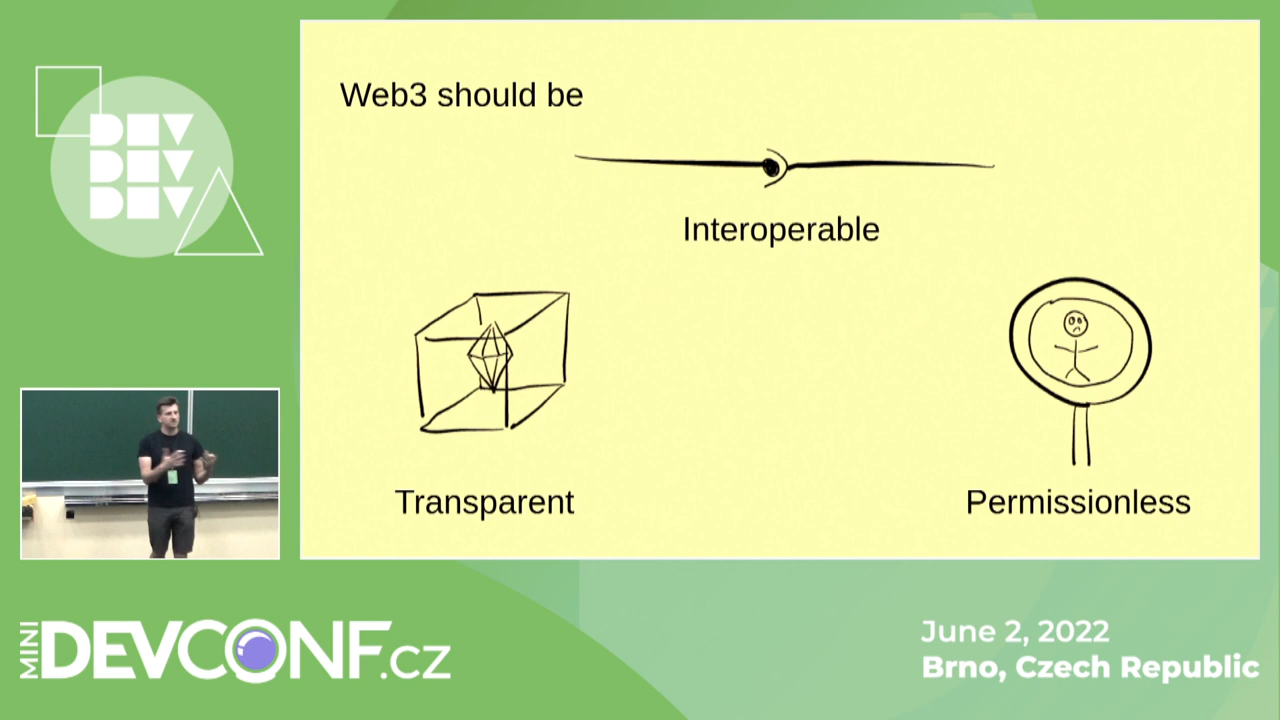 Web3 should be
Interoperable
Transparent
Permissionless
DEV
DEV
DEV
MINI
DEVCONF.CZ
June 2, 2022
Brno, Czech Republic